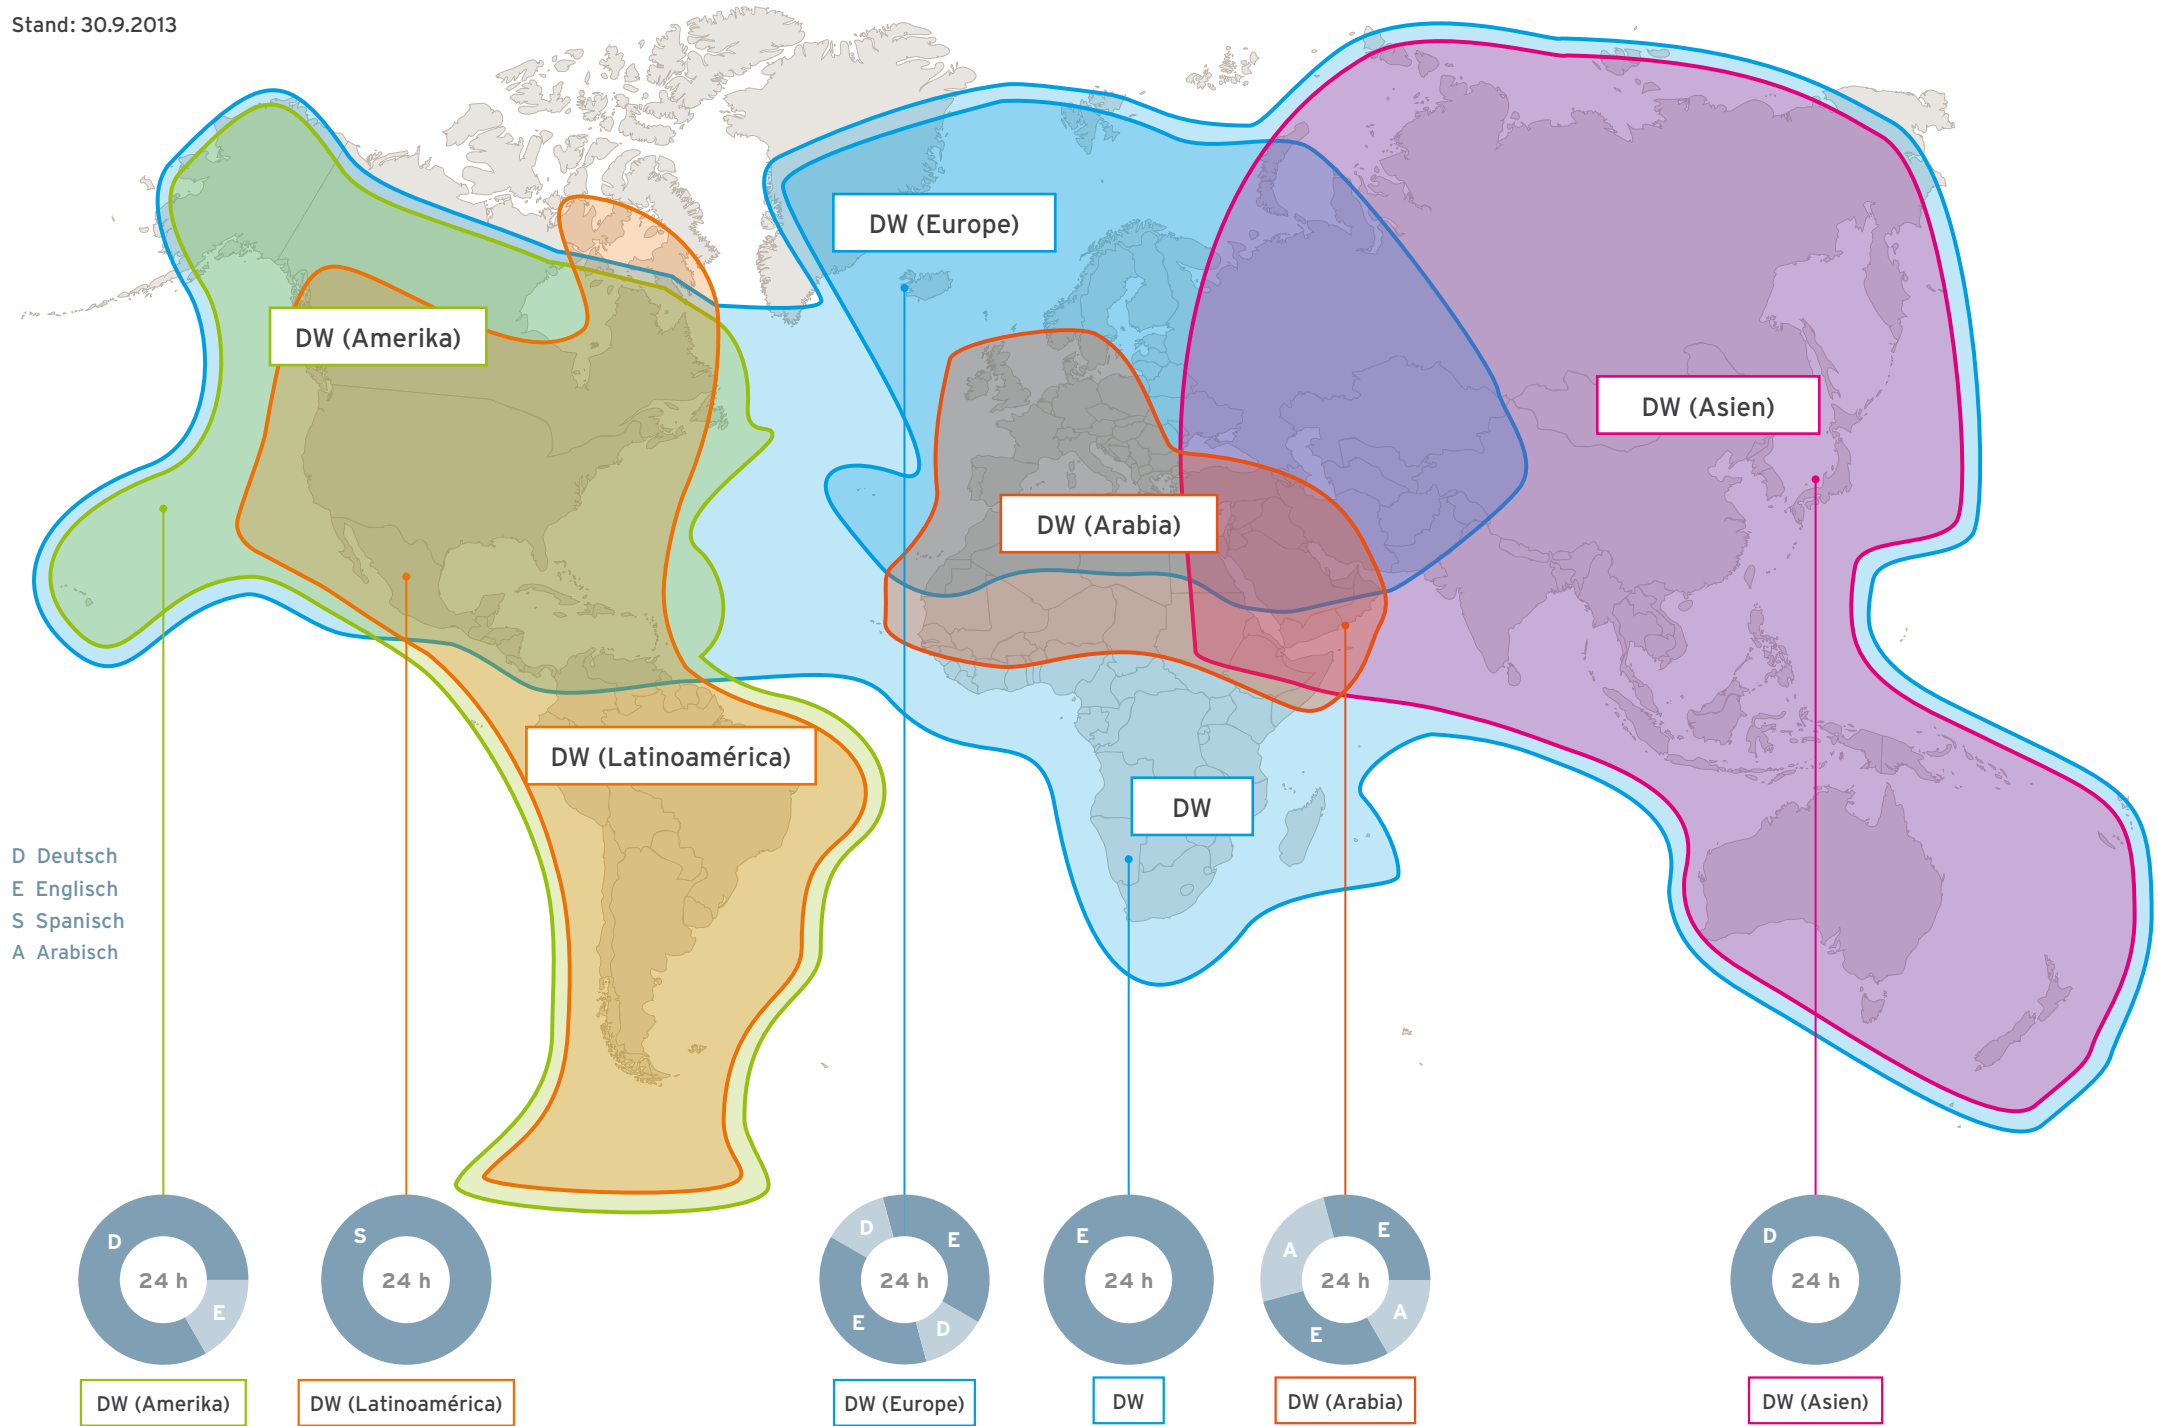 Stand: 30.9.2013
DW (Europe)
DW (Amerika)
DW (Asien)
DW (Arabia)
DW (Latinoamérica)
DW
D Deutsch
E Englisch
S Spanisch
A Arabisch
D
E
24 h
S
24 h
D
E
E
D
24 h
E
24 h
A
E
E
A
24 h
D
24 h
DW (Amerika)
DW (Latinoamérica)
DW (Europe)
DW
DW (Arabia)
DW (Asien)